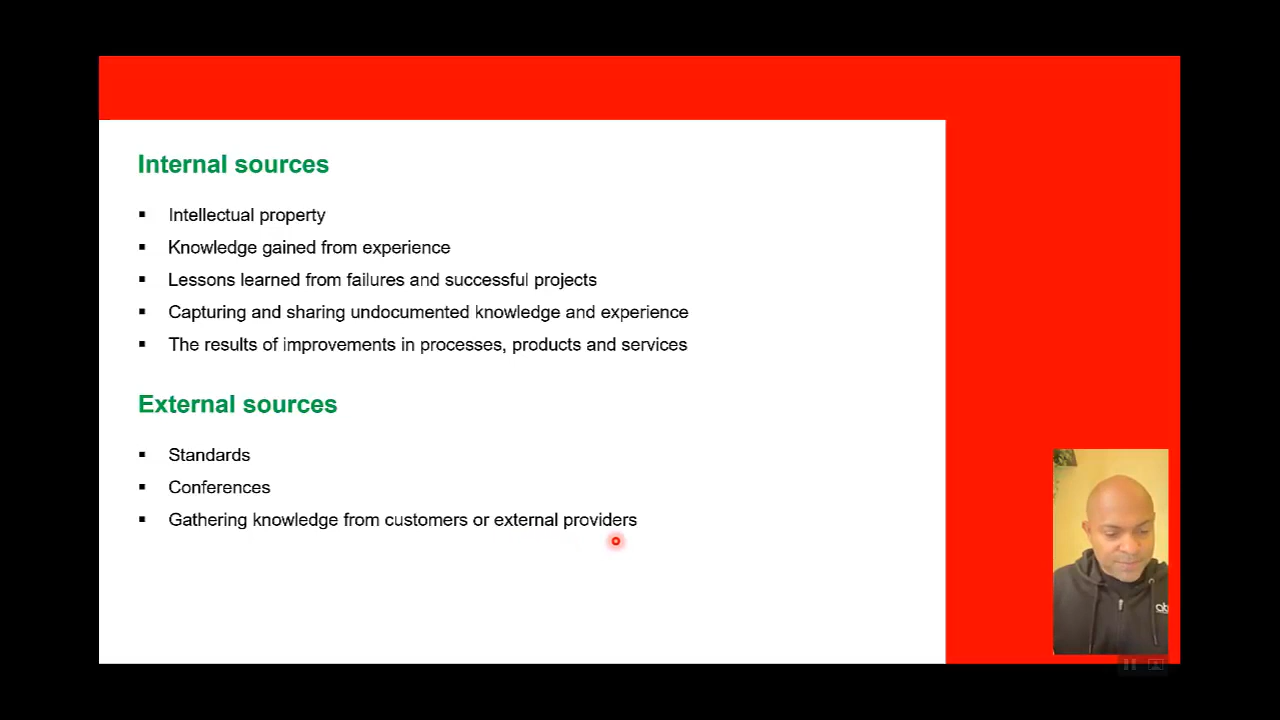 Internal sources
Intellectual property
Knowledge gained from experience
Lessons learned from failures and successful projects
Capturing and sharing undocumented knowledge and experience
The results of improvements in processes, products and services
External sources
Standards
Conferences
Gathering knowledge from customers or external providers